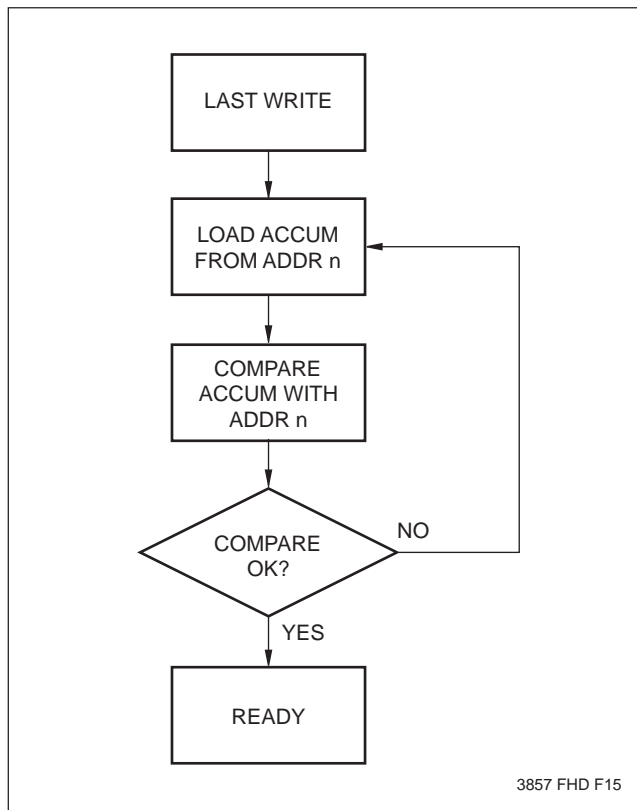 LAST WRITE
LOAD ACCUM
FROM ADDR n
COMPARE
ACCUM WITH
ADDR n
COMPARE
OK?
NO
YES
READY
3857 FHD F15